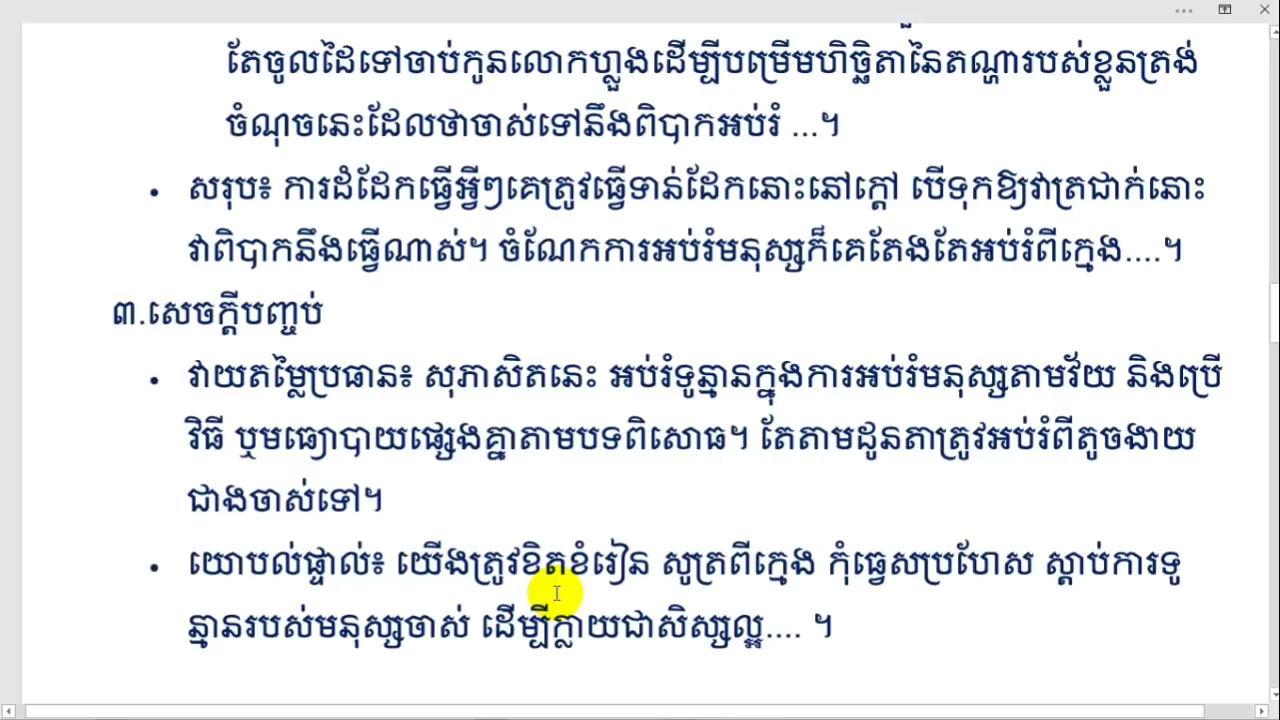 តែចូលដៃទៅចាប់កូនលោកហ្លួងដើម្បីបម្រើមហិច្ឆិតានៃតណ្ហារបស់ខ្លួនត្រង់
ចំណុចនេះដែលថាចាស់ទៅនឹងពិបាកអប់រំ ...។
• សរុប៖ ការដំដែកធ្វើអ្វីៗគេត្រូវធ្វើទាន់ដែកនោះនៅក្តៅ បើទុកឱ្យវាត្រជាក់នោះ
វាពិបាកនឹងធ្វើណាស់។ ចំណែកការអប់រំមនុស្សក៏គេតែងតែអប់រំពីក្មេង....។
៣.សេចក្តីបញ្ចប់
• វាយតម្លៃប្រធាន៖ សុភាសិតនេះ អប់រំទូន្មានក្នុងការអប់រំមនុស្សតាមវ័យ និងប្រើ
វិធី ឬមធ្យោបាយផ្សេងគ្នាតាមបទពិសោធ។ តែតាមដូនតាត្រូវអប់រំពីតូចងាយ
ជាងចាស់ទៅ។
• យោបល់ផ្ទាល់៖ យើងត្រូវខិតខំរៀន សូត្រពីក្មេង កុំធ្វេសប្រហែស ស្តាប់ការទូ
ន្មានរបស់មនុស្សចាស់ ដើម្បីក្លាយជាសិស្សល្អ.... ។